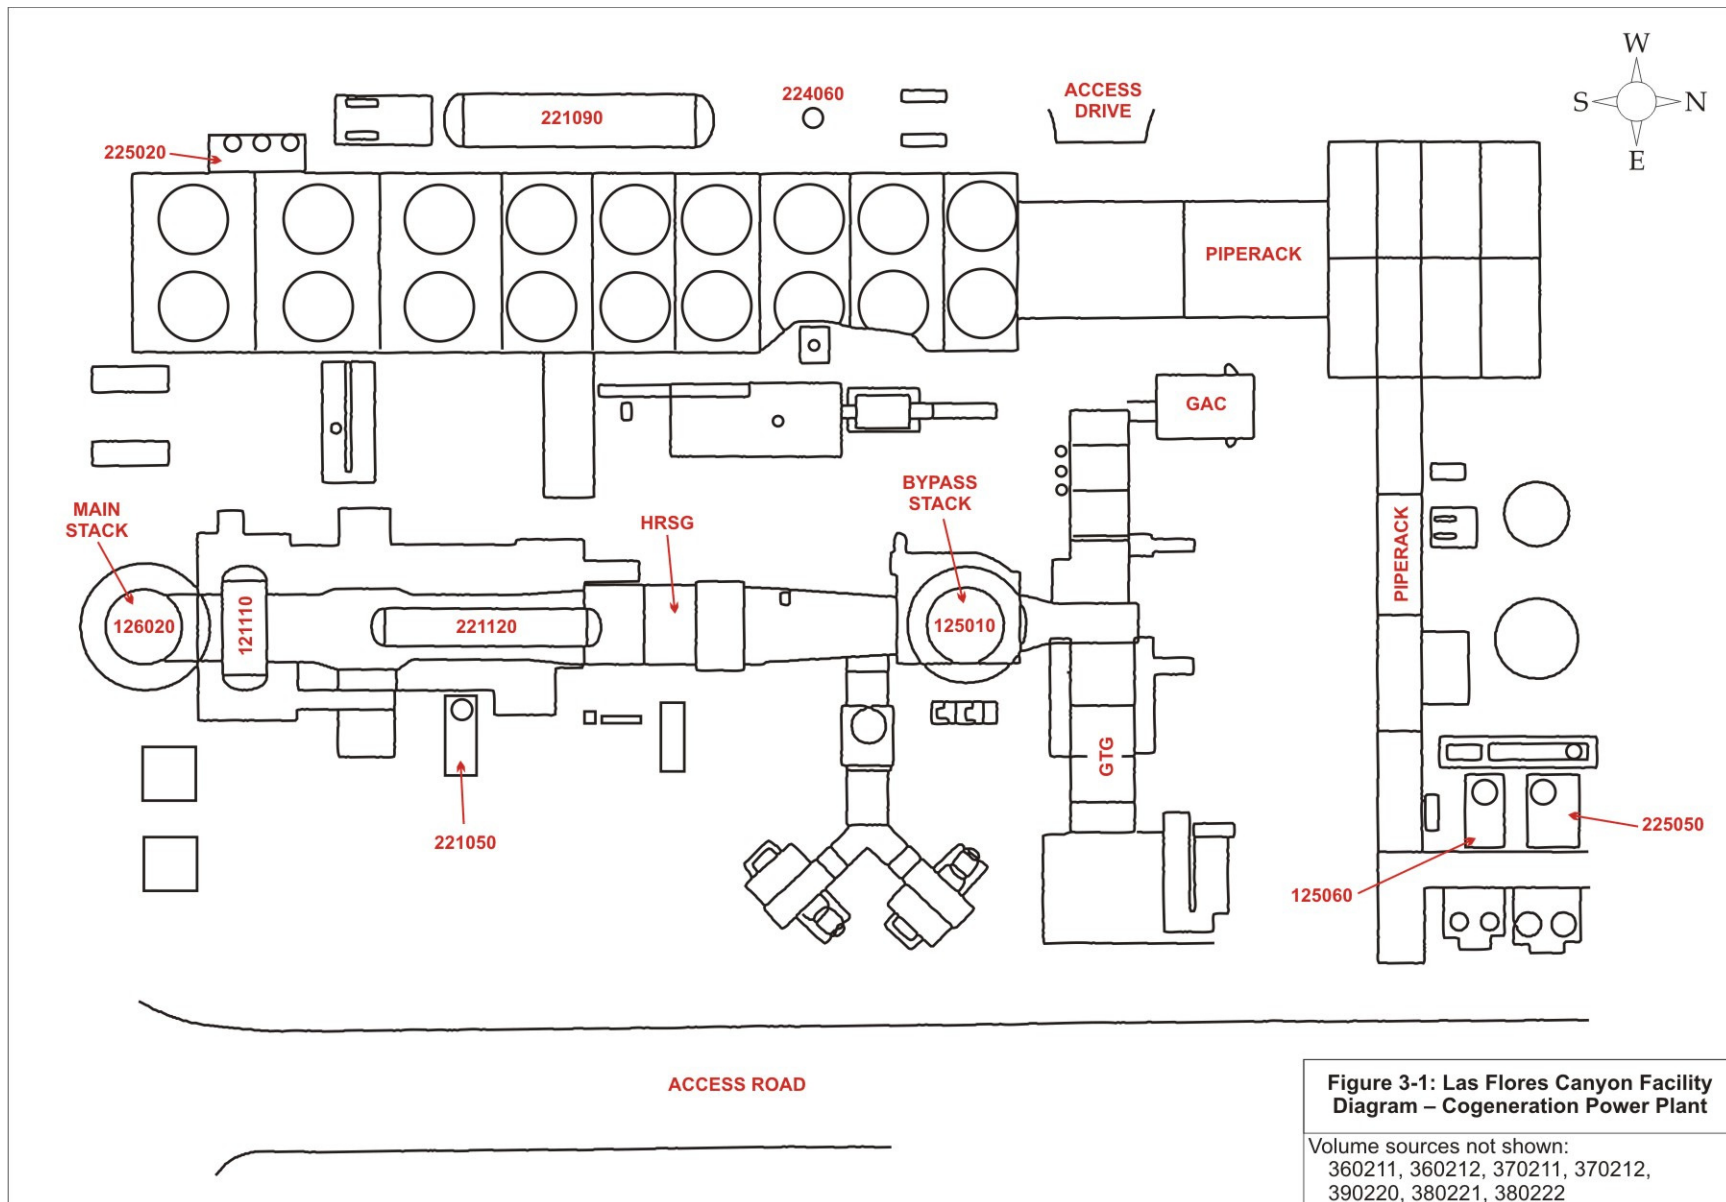 W
S
N
E
224060
ACCESS
DRIVE
221090
225020
PIPERACK
GAC
MAIN
STACK
BYPASS
STACK
HRSG
PIPERACK
126020
121110
221120
125010
GTG
221050
225050
125060
ACCESS ROAD
Figure 3-1: Las Flores Canyon Facility
Diagram – Cogeneration Power Plant
Volume sources not shown:
360211, 360212, 370211, 370212,
390220, 380221, 380222